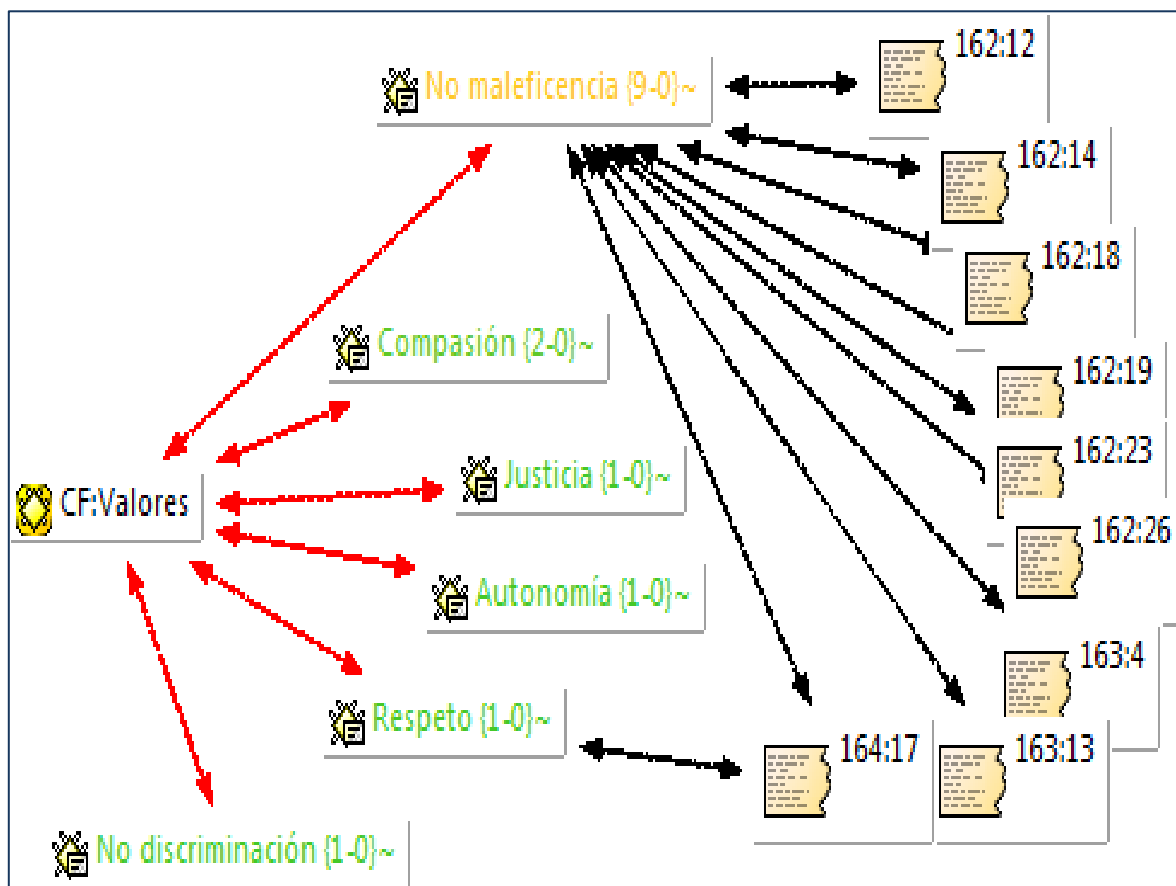 162:12
No maleficencia {9-0}~
162:14
162:18
Compasión {2-0}~
162:19
162:23
Justicia {1-0}~
CF:Valores
162:26
Autonomía {1-0}~
163:4
Respeto {1-0}~
164:17
163:13
No discriminación {1-0}~